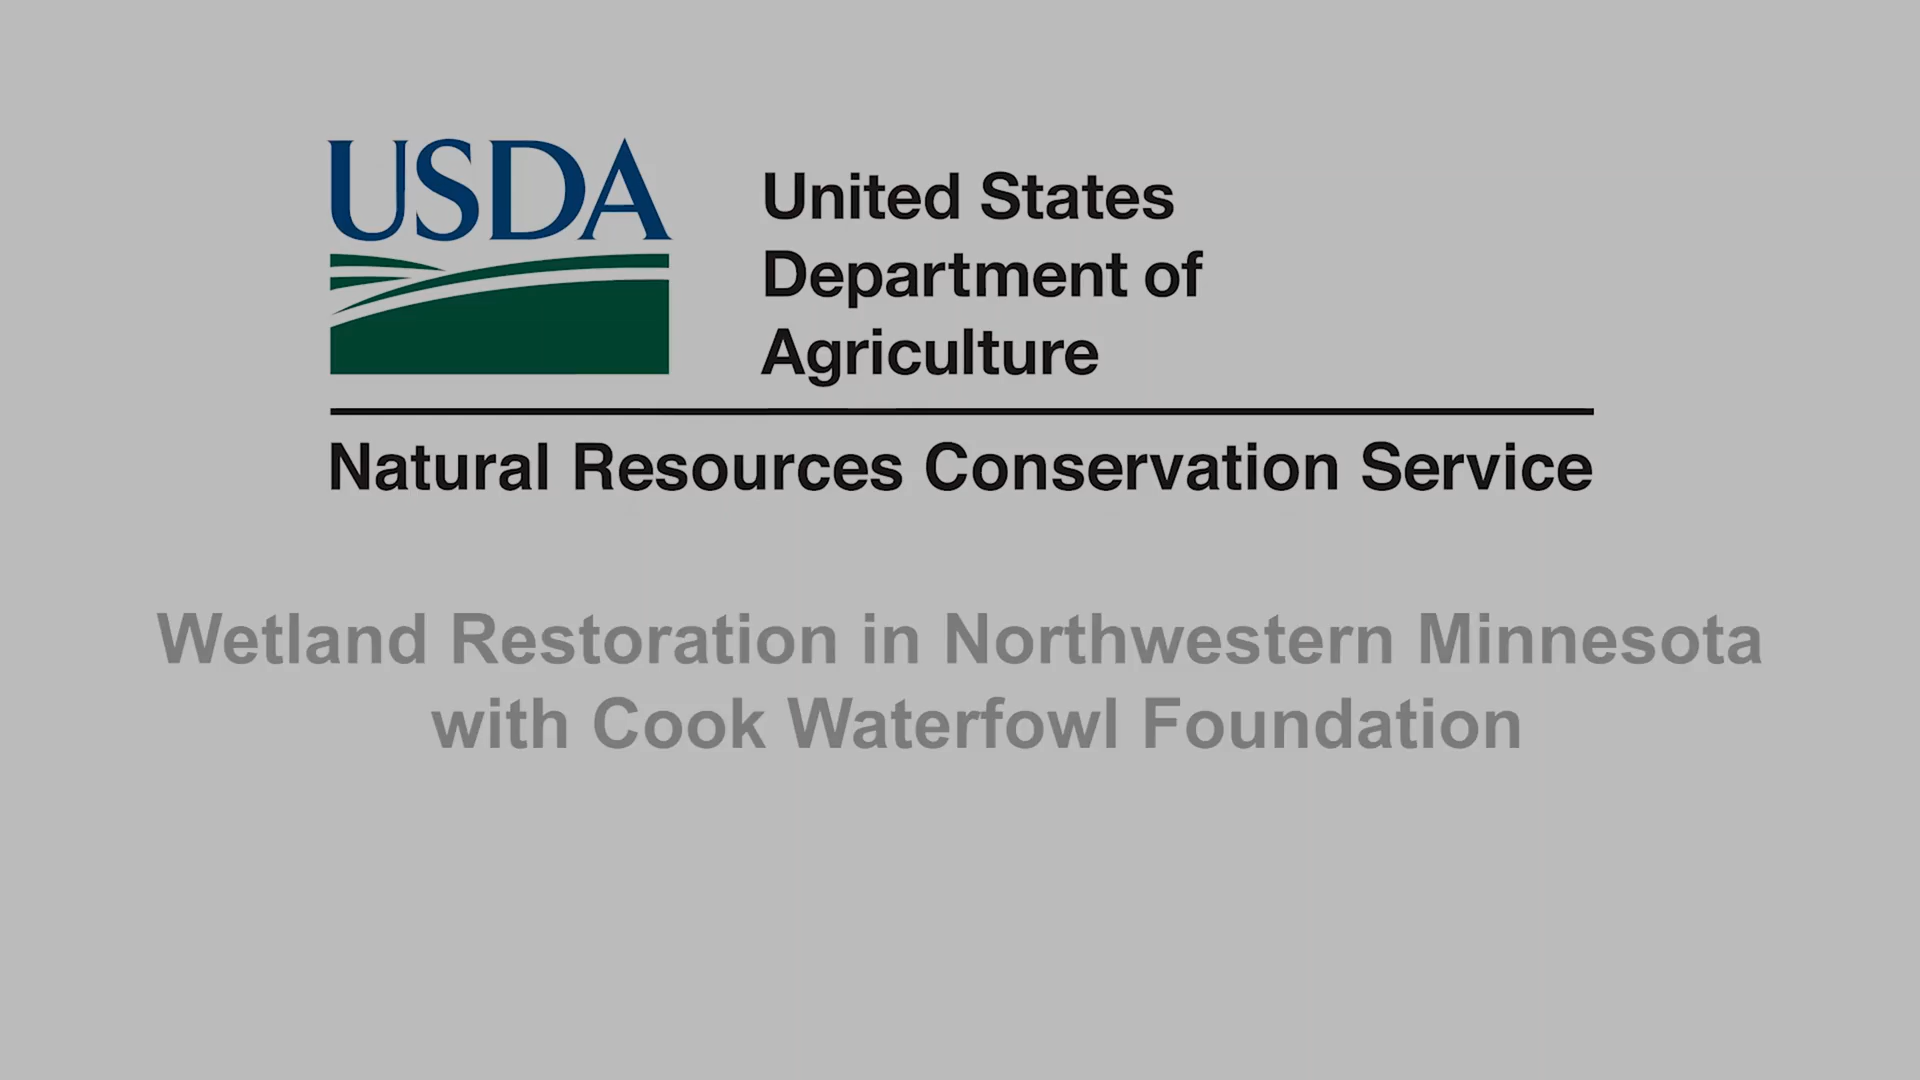 USDA
United States
Department of
Agriculture
Natural Resources Conservation Service
Wetland Restoration in Northwestern Minnesota
with Cook Waterfowl Foundation